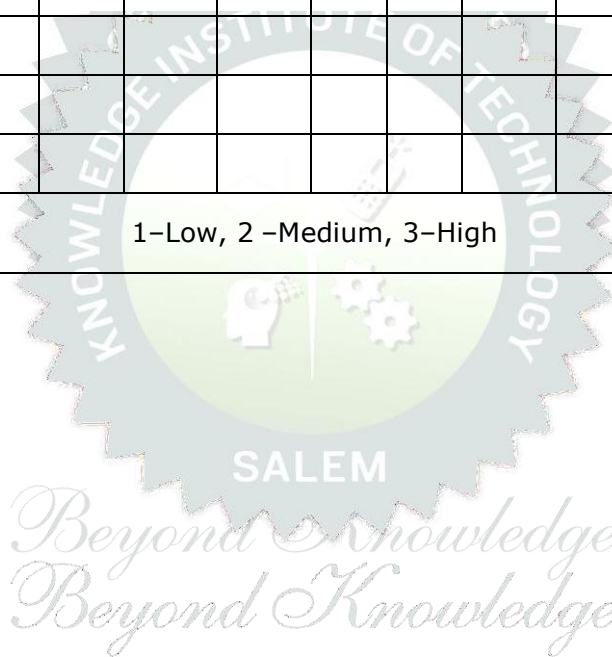 KNOWLEDGE INSTITUTE OF TECHNOLOGY
1–Low, 2 –Medium, 3–High
SALEM
Beyond Knowledge
Beyond Knowledge